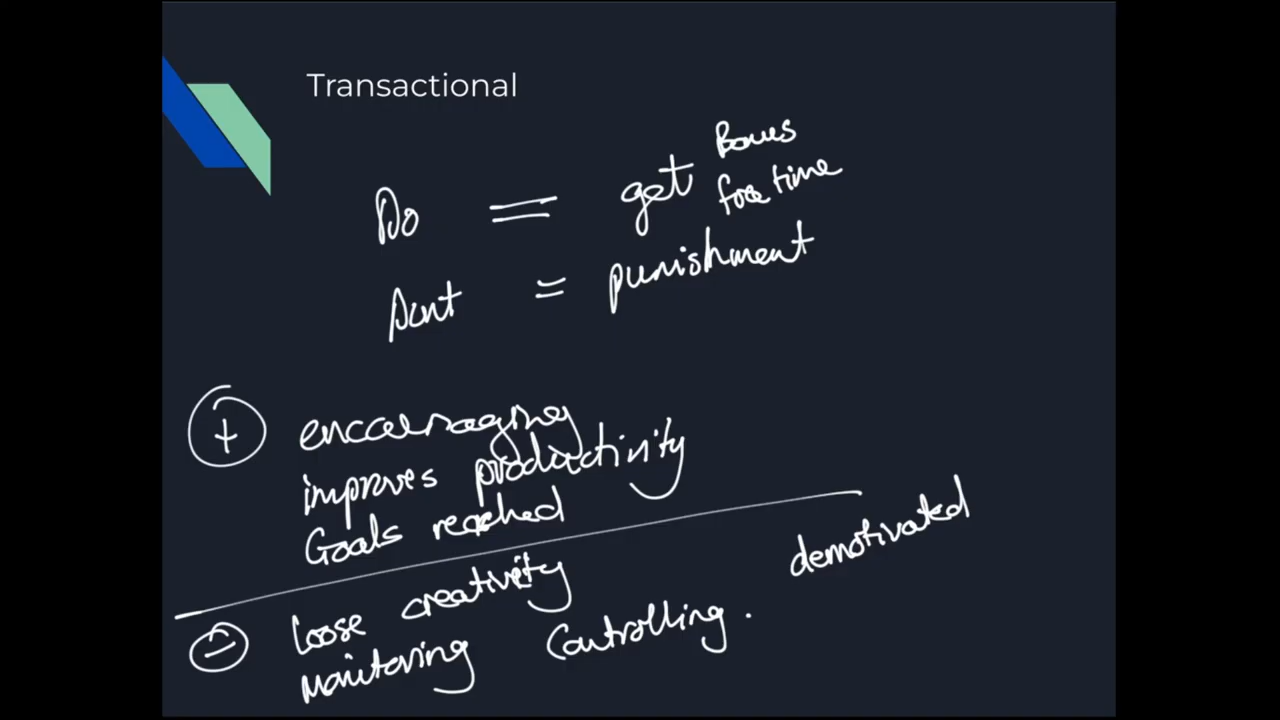 Transactional
Do = get Bonus
free time
Dont = punishment
+ encouraging
improves productivity
Goals reached
- loose creativity
monitoring controlling. demotivated